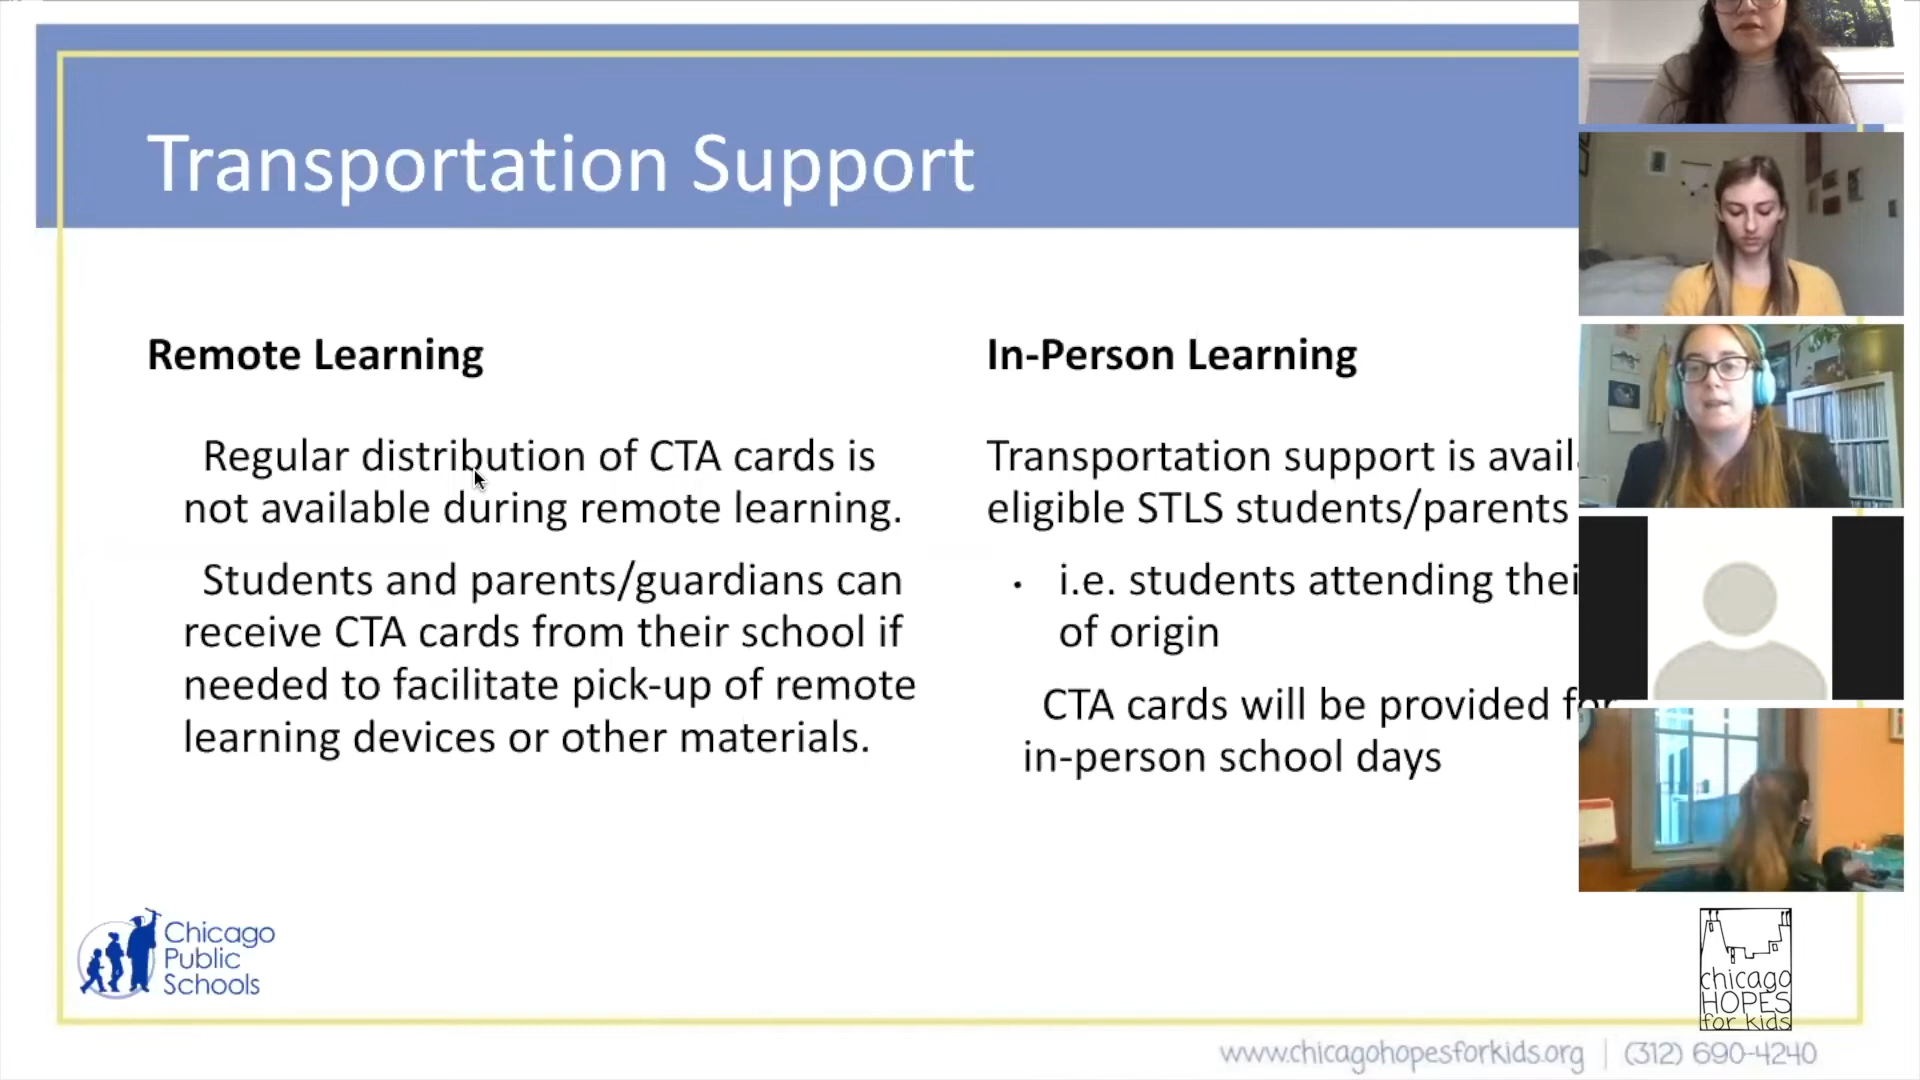 Transportation Support
Remote Learning
Regular distribution of CTA cards is
not available during remote learning.
Students and parents/guardians can
receive CTA cards from their school if
needed to facilitate pick-up of remote
learning devices or other materials.
In-Person Learning
Transportation support is avail
eligible STLS students/parents
• i.e. students attending thei
of origin
CTA cards will be provided for
in-person school days
Chicago
Public
Schools
chicago
HOPES
for kids
www.chicagohopesforkids.org | (312) 690-4240